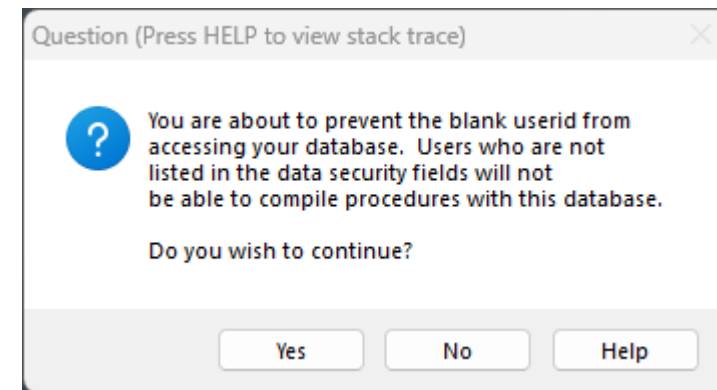 Question (Press HELP to view stack trace)
You are about to prevent the blank userid from
accessing your database.  Users who are not
listed in the data security fields will not
be able to compile procedures with this database.
Do you wish to continue?
Yes
No
Help